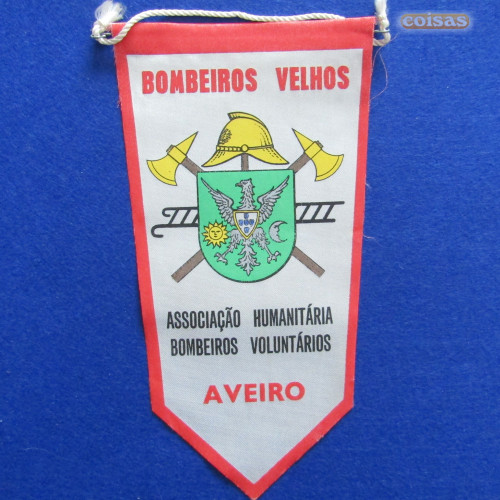 coisas
BOMBEIROS VELHOS
ASSOCIAÇÃO HUMANITÁRIA
BOMBEIROS VOLUNTÁRIOS
AVEIRO